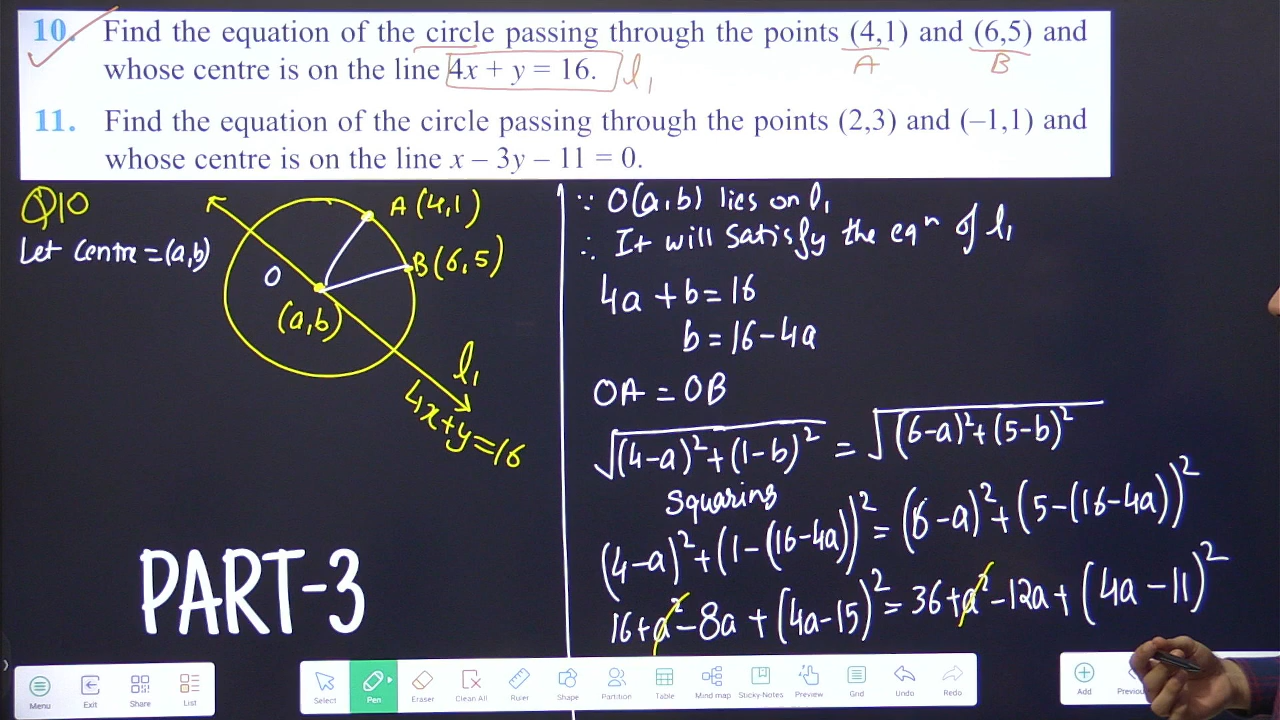 10. Find the equation of the circle passing through the points (4,1) and (6,5) and
whose centre is on the line 4x + y = 16. l₁
A B
11. Find the equation of the circle passing through the points (2,3) and (–1,1) and
whose centre is on the line x – 3y – 11 = 0.
Q10
Let Centre = (a,b)
A (4,1)
B (6,5)
O
(a,b)
l₁
4x+y=16
PART-3
∵ O(a,b) lies on l₁
∴ It will satisfy the eqⁿ of l₁
4a + b = 16
b = 16 - 4a
OA = OB
√(4-a)²+(1-b)² = √(6-a)²+(5-b)²
Squaring
(4-a)²+(1-(16-4a))² = (6-a)²+(5-(16-4a))²
16+a²-8a+(4a-15)² = 36+a²-12a+(4a-11)²
Menu Exit Share List Select Pen Eraser Clean All Ruler Shape Partition Table Mind map Sticky-Notes Preview Grid Undo Redo Add Previou